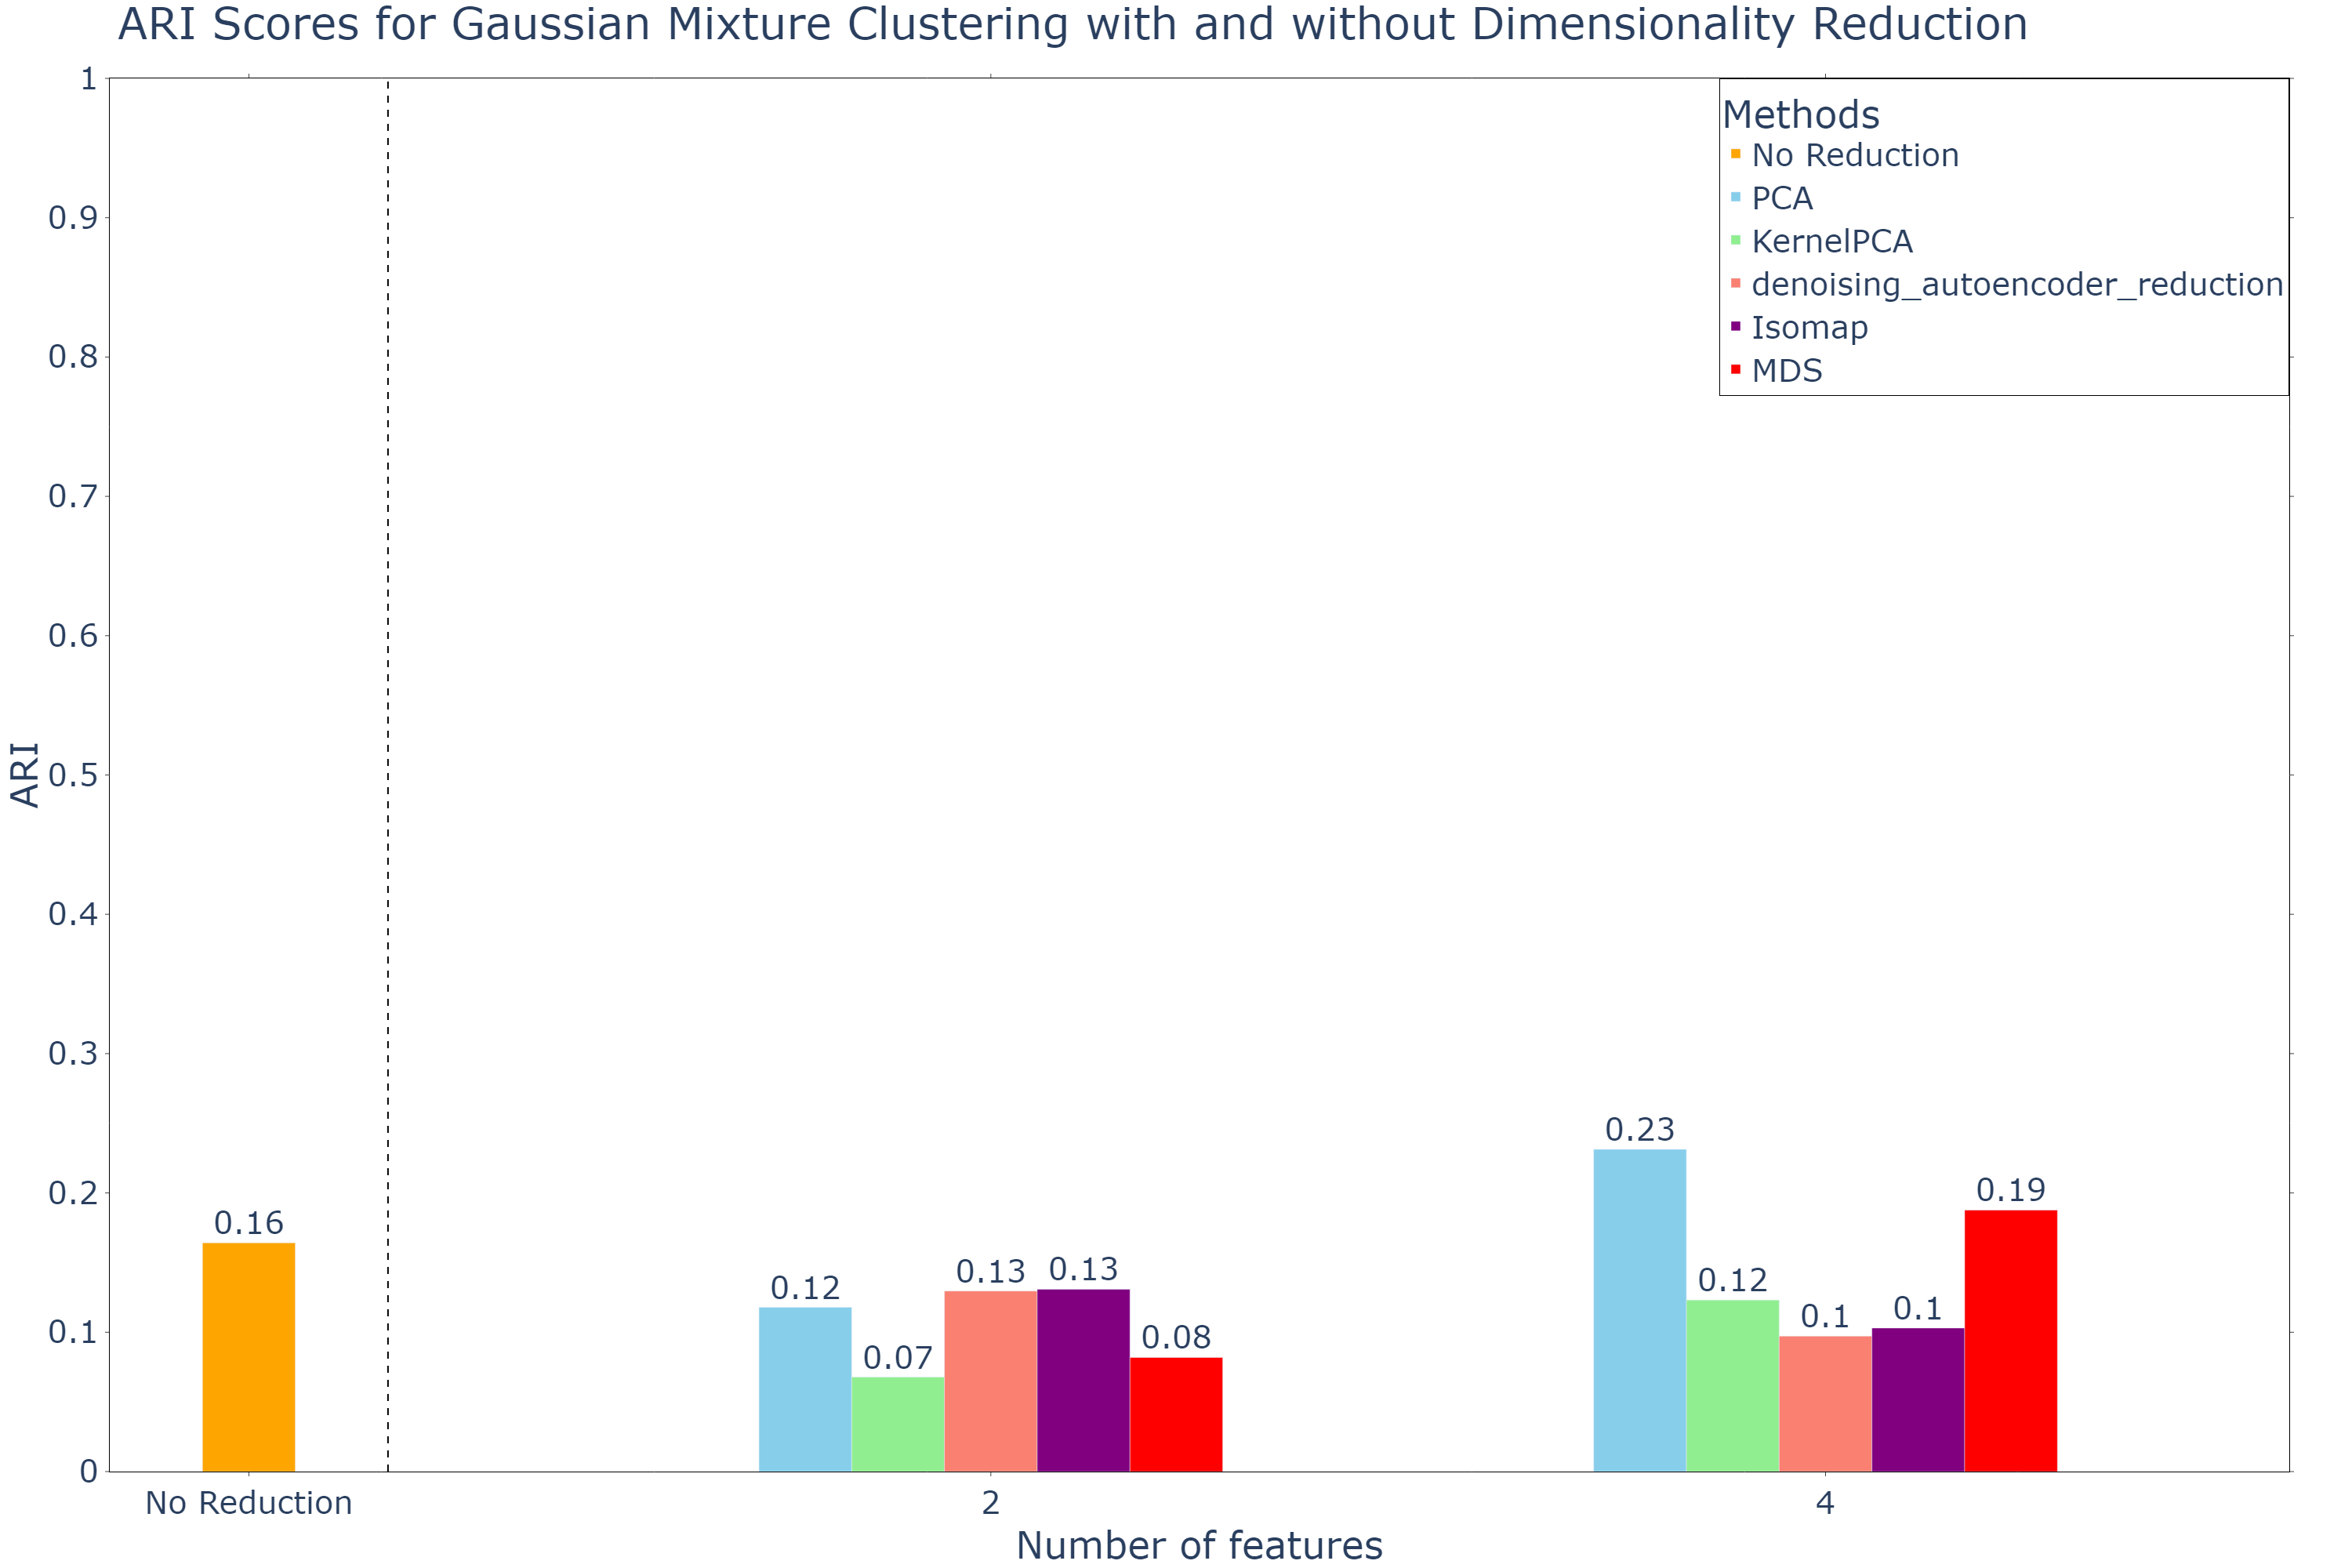 ARI Scores for Gaussian Mixture Clustering with and without Dimensionality Reduction
Methods
No Reduction
PCA
KernelPCA
denoising_autoencoder_reduction
Isomap
MDS
ARI
1
0.9
0.8
0.7
0.6
0.5
0.4
0.3
0.2
0.1
0
0.16
0.12
0.07
0.13
0.13
0.08
0.23
0.12
0.1
0.1
0.19
No Reduction
2
4
Number of features